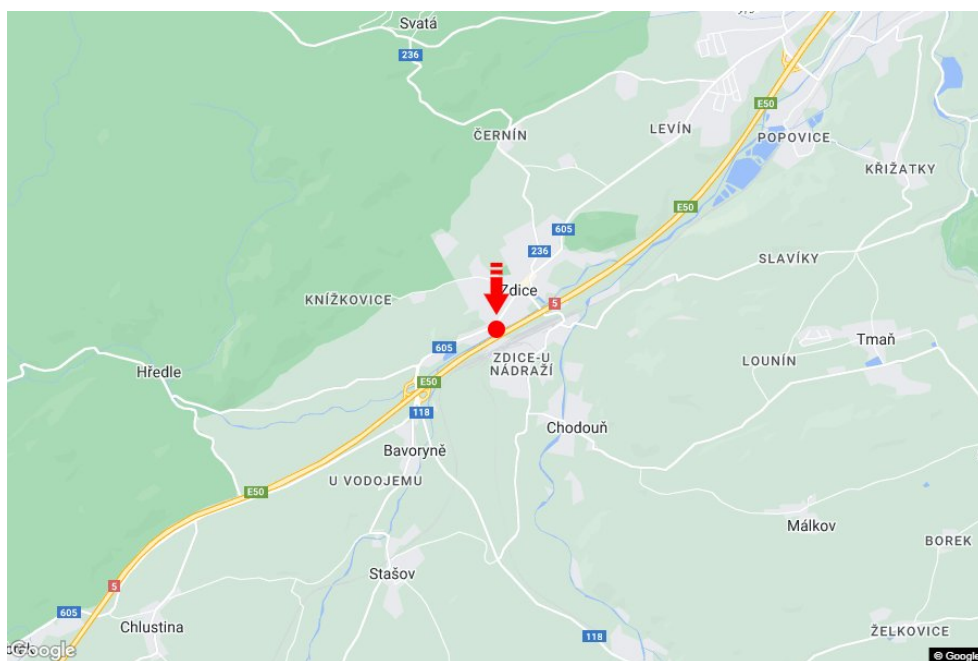 Svatá
236
E50
LEVÍN
ČERNÍN
POPOVICE
KŘIŽATKY
E50
605
236
SLAVÍKY
Zdice
KNÍŽKOVICE
5
605
ZDICE-U
NÁDRAŽÍ
Tmaň
LOUNÍN
Hředle
E50
118
Chodouň
Bavoryně
U VODOJEMU
E50
Málkov
BOREK
Stašov
5
605
Chlustina
ŽELKOVICE
118
Google
© Google